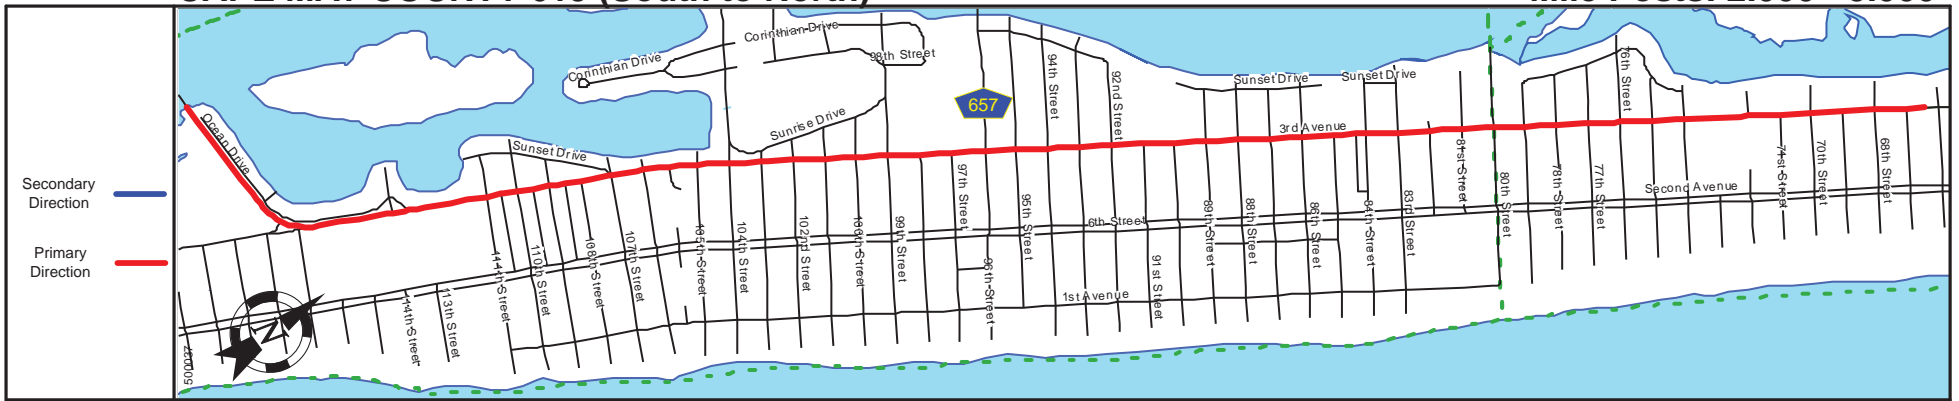 Secondary
Direction
Primary
Direction
Ocean Drive
Corinthian Drive
Corinthian Drive
98th Street
Sunset Drive
Sunrise Drive
657
94th Street
92nd Street
Sunset Drive
Sunset Drive
3rd Avenue
76th Street
81st Street
80th Street
78th Street
77th Street
Second Avenue
71st Street
70th Street
68th Street
97th Street
95th Street
96th Street
6th Street
91st Street
1st Avenue
89th Street
88th Street
86th Street
84th Street
83rd Street
114th Street
113th Street
111th Street
110th Street
108th Street
107th Street
105th Street
104th Street
102nd Street
100th Street
99th Street
N